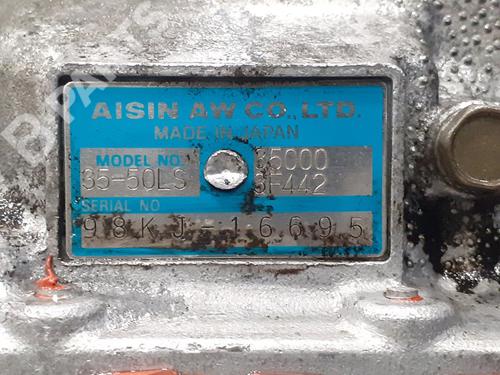 AISIN AW CO., LTD.
MADE IN JAPAN
MODEL NO 35000
35-50LS 3F442
SERIAL NO
98KJ-16695